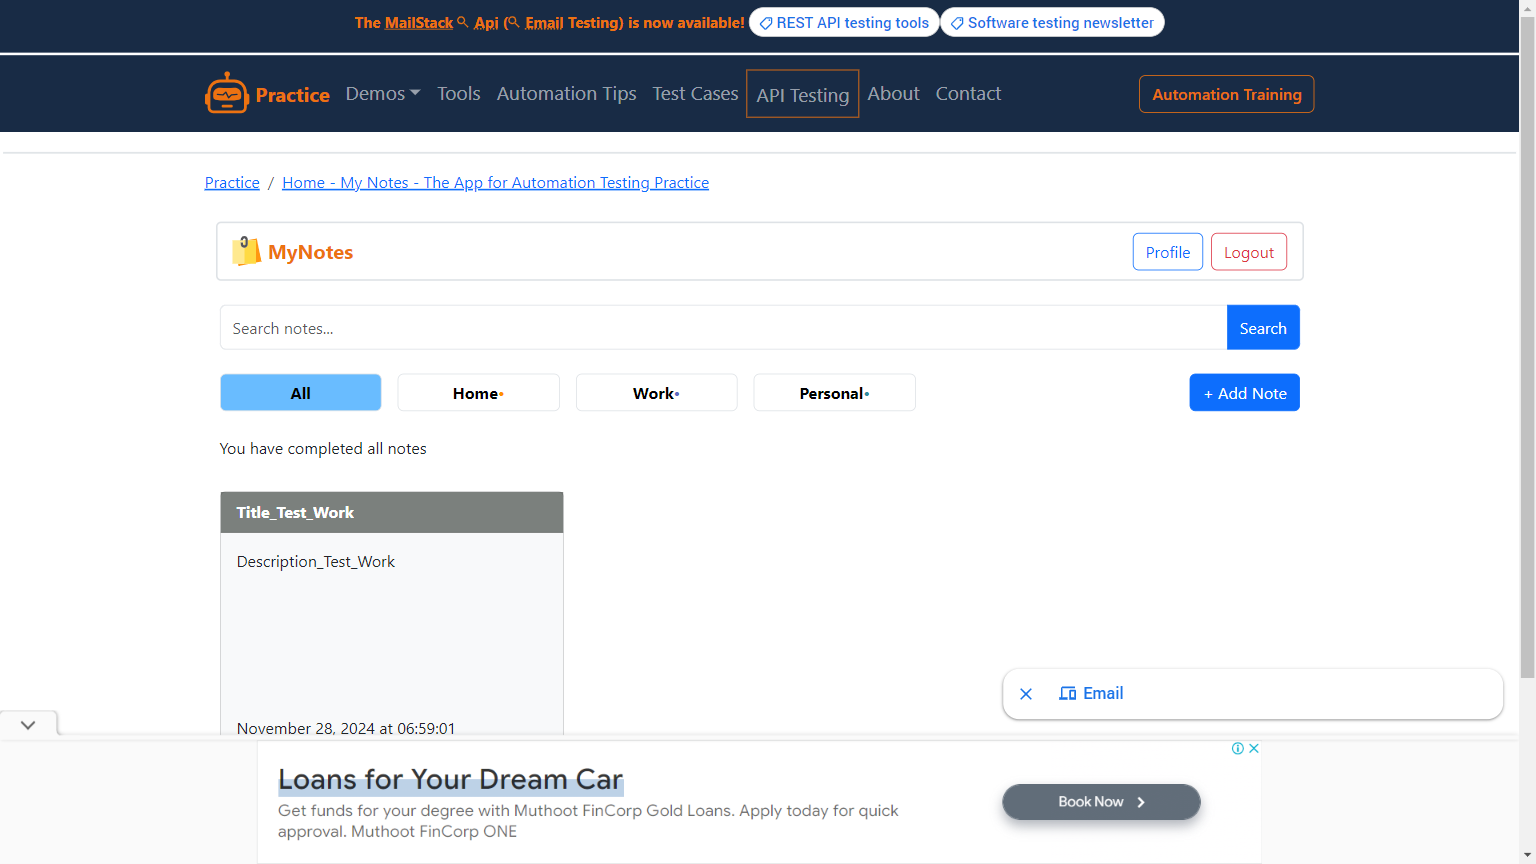 The MailStack Api (Email Testing) is now available! REST API testing tools Software testing newsletter
Practice Demos Tools Automation Tips Test Cases API Testing About Contact Automation Training
Practice / Home - My Notes - The App for Automation Testing Practice
MyNotes Profile Logout
Search notes... Search
All Home• Work• Personal• + Add Note
You have completed all notes
Title_Test_Work
Description_Test_Work
Email
November 28, 2024 at 06:59:01
Loans for Your Dream Car
Get funds for your degree with Muthoot FinCorp Gold Loans. Apply today for quick
approval. Muthoot FinCorp ONE
Book Now